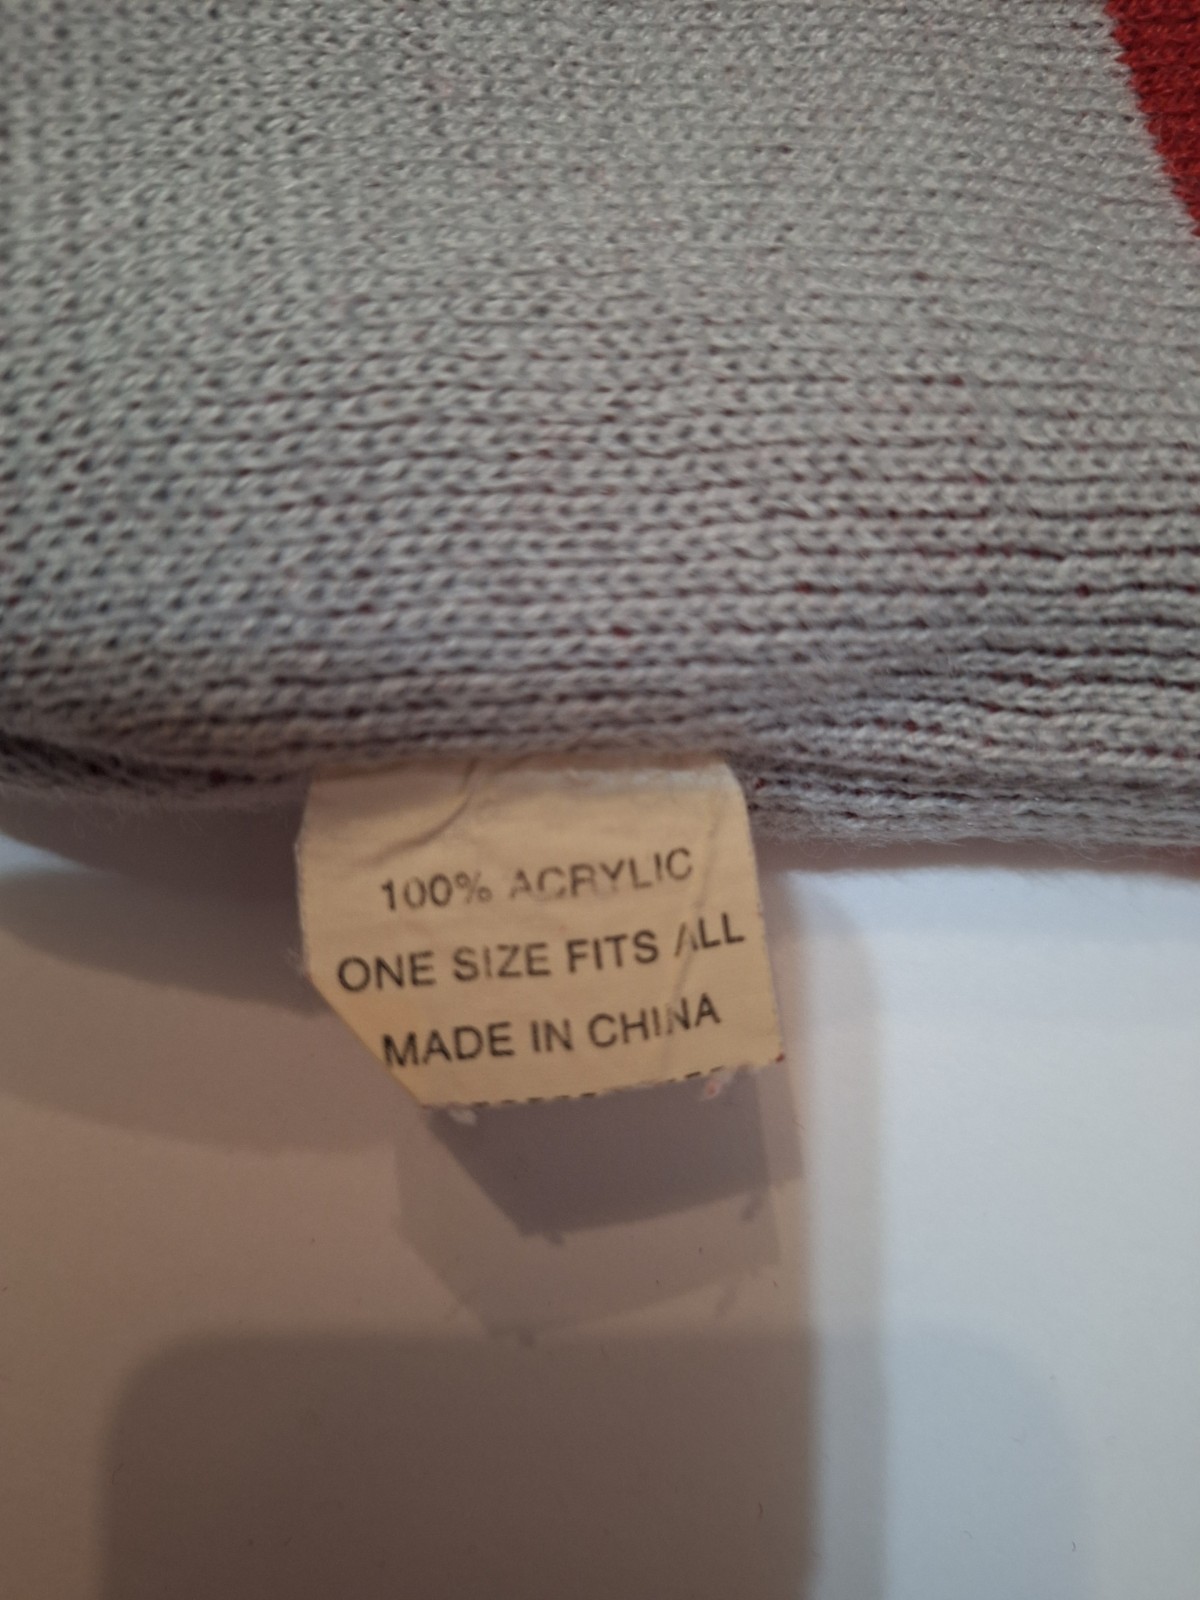 100% ACRYLIC
ONE SIZE FITS ALL
MADE IN CHINA